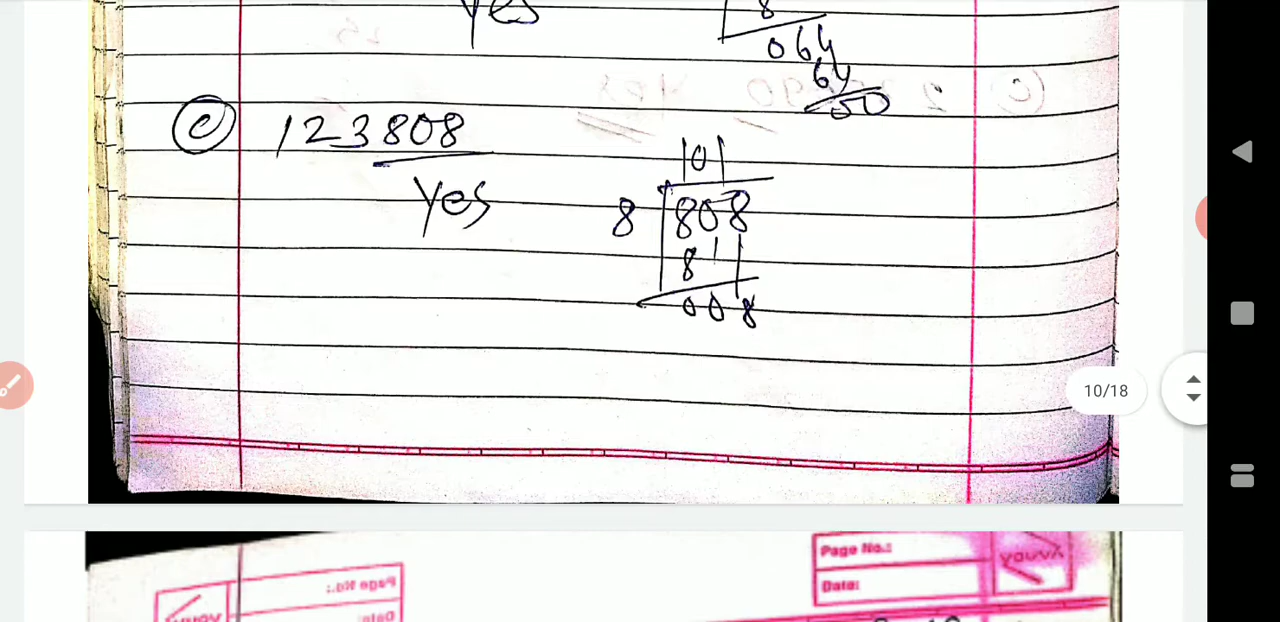 Yes
8
064
64
00
(c) 123808
Yes
101
8 808
8
008
10/18
Page No.:
Date: